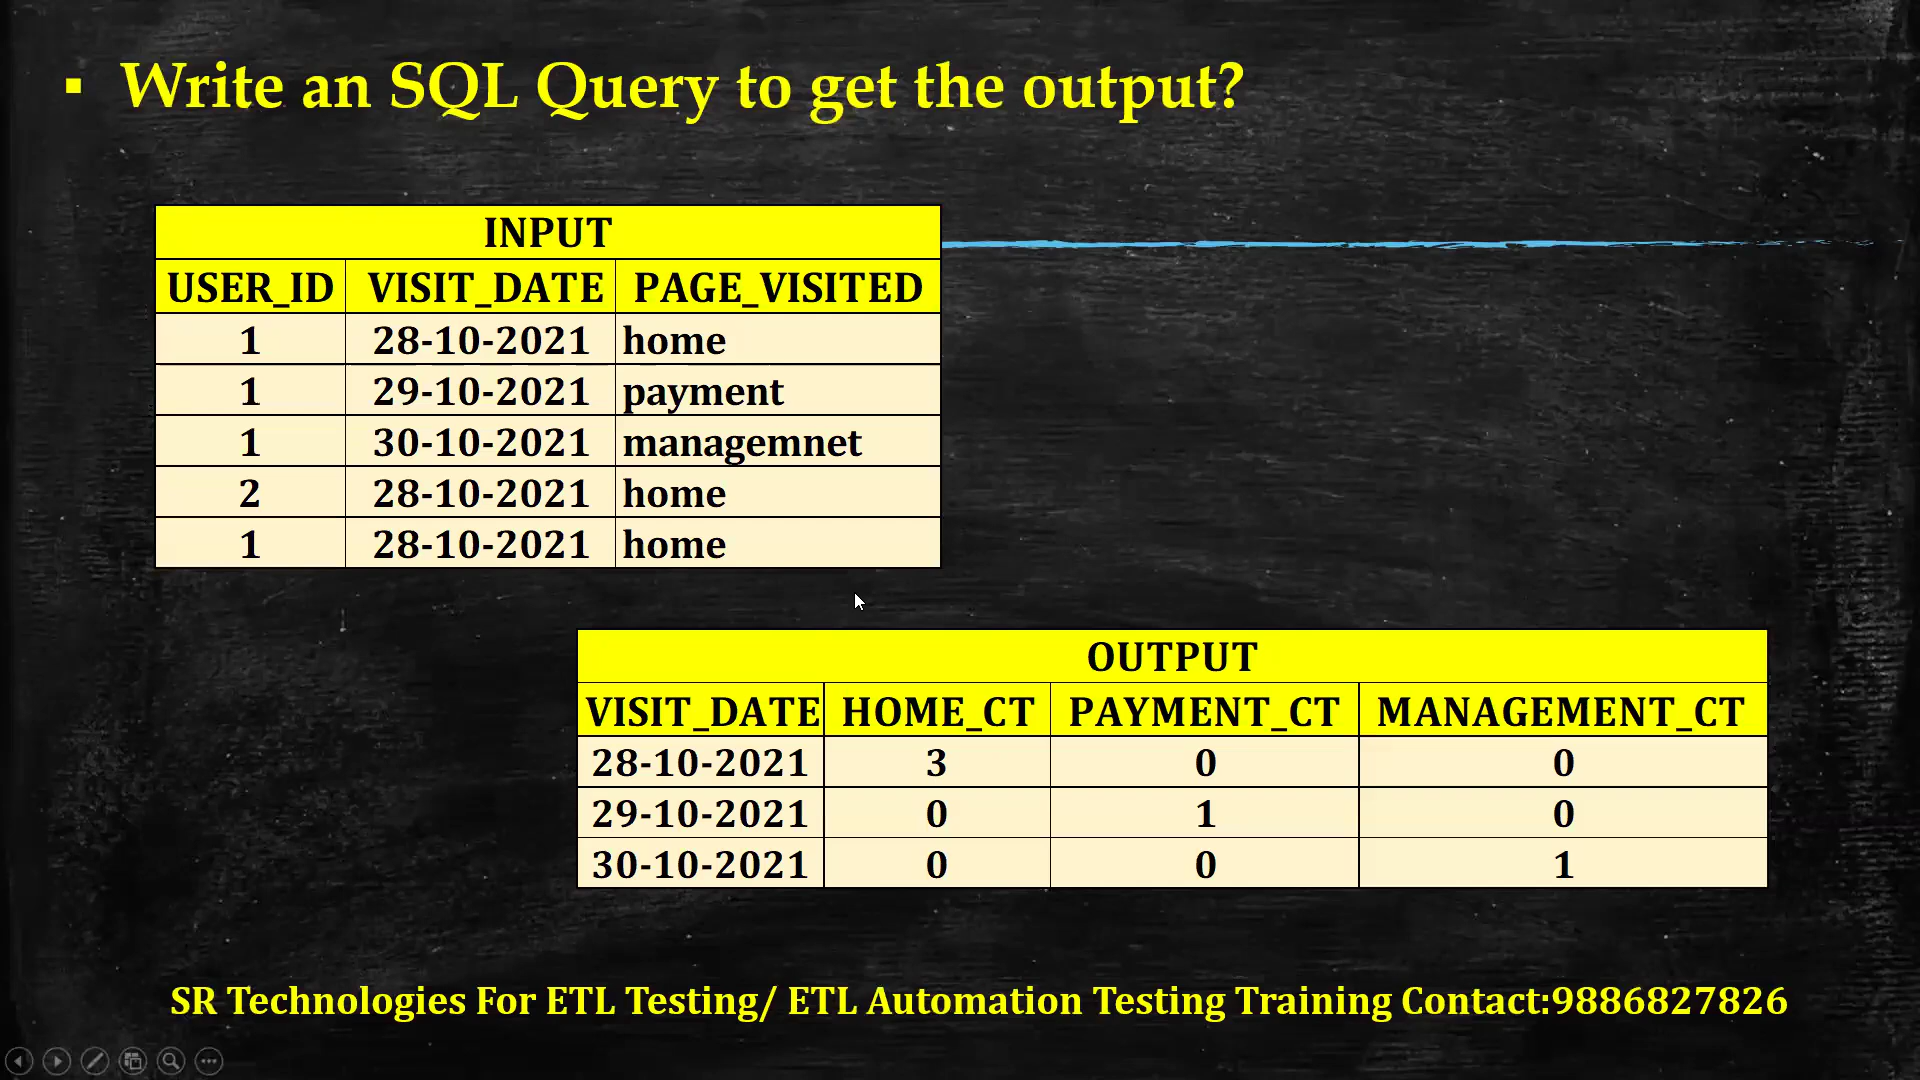 ▪ Write an SQL Query to get the output?
INPUT
USER_ID VISIT_DATE PAGE_VISITED
1 28-10-2021 home
1 29-10-2021 payment
1 30-10-2021 managemnet
2 28-10-2021 home
1 28-10-2021 home
OUTPUT
VISIT_DATE HOME_CT PAYMENT_CT MANAGEMENT_CT
28-10-2021 3 0 0
29-10-2021 0 1 0
30-10-2021 0 0 1
SR Technologies For ETL Testing/ ETL Automation Testing Training Contact:9886827826